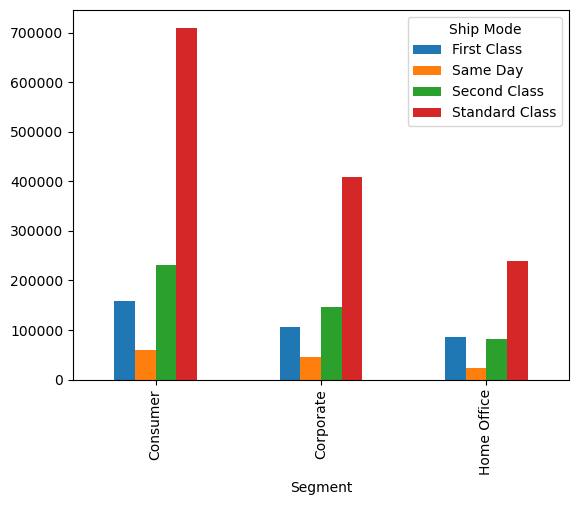 700000
600000
500000
400000
300000
200000
100000
0
Ship Mode
First Class
Same Day
Second Class
Standard Class
Consumer
Corporate
Home Office
Segment